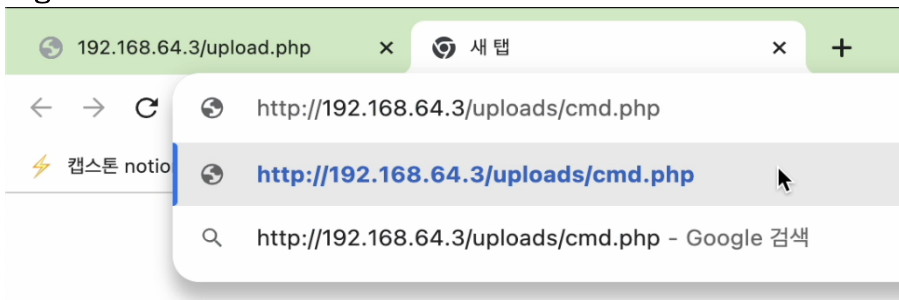 192.168.64.3/upload.php 새 탭
http://192.168.64.3/uploads/cmd.php
캡스톤 notio
http://192.168.64.3/uploads/cmd.php
http://192.168.64.3/uploads/cmd.php - Google 검색